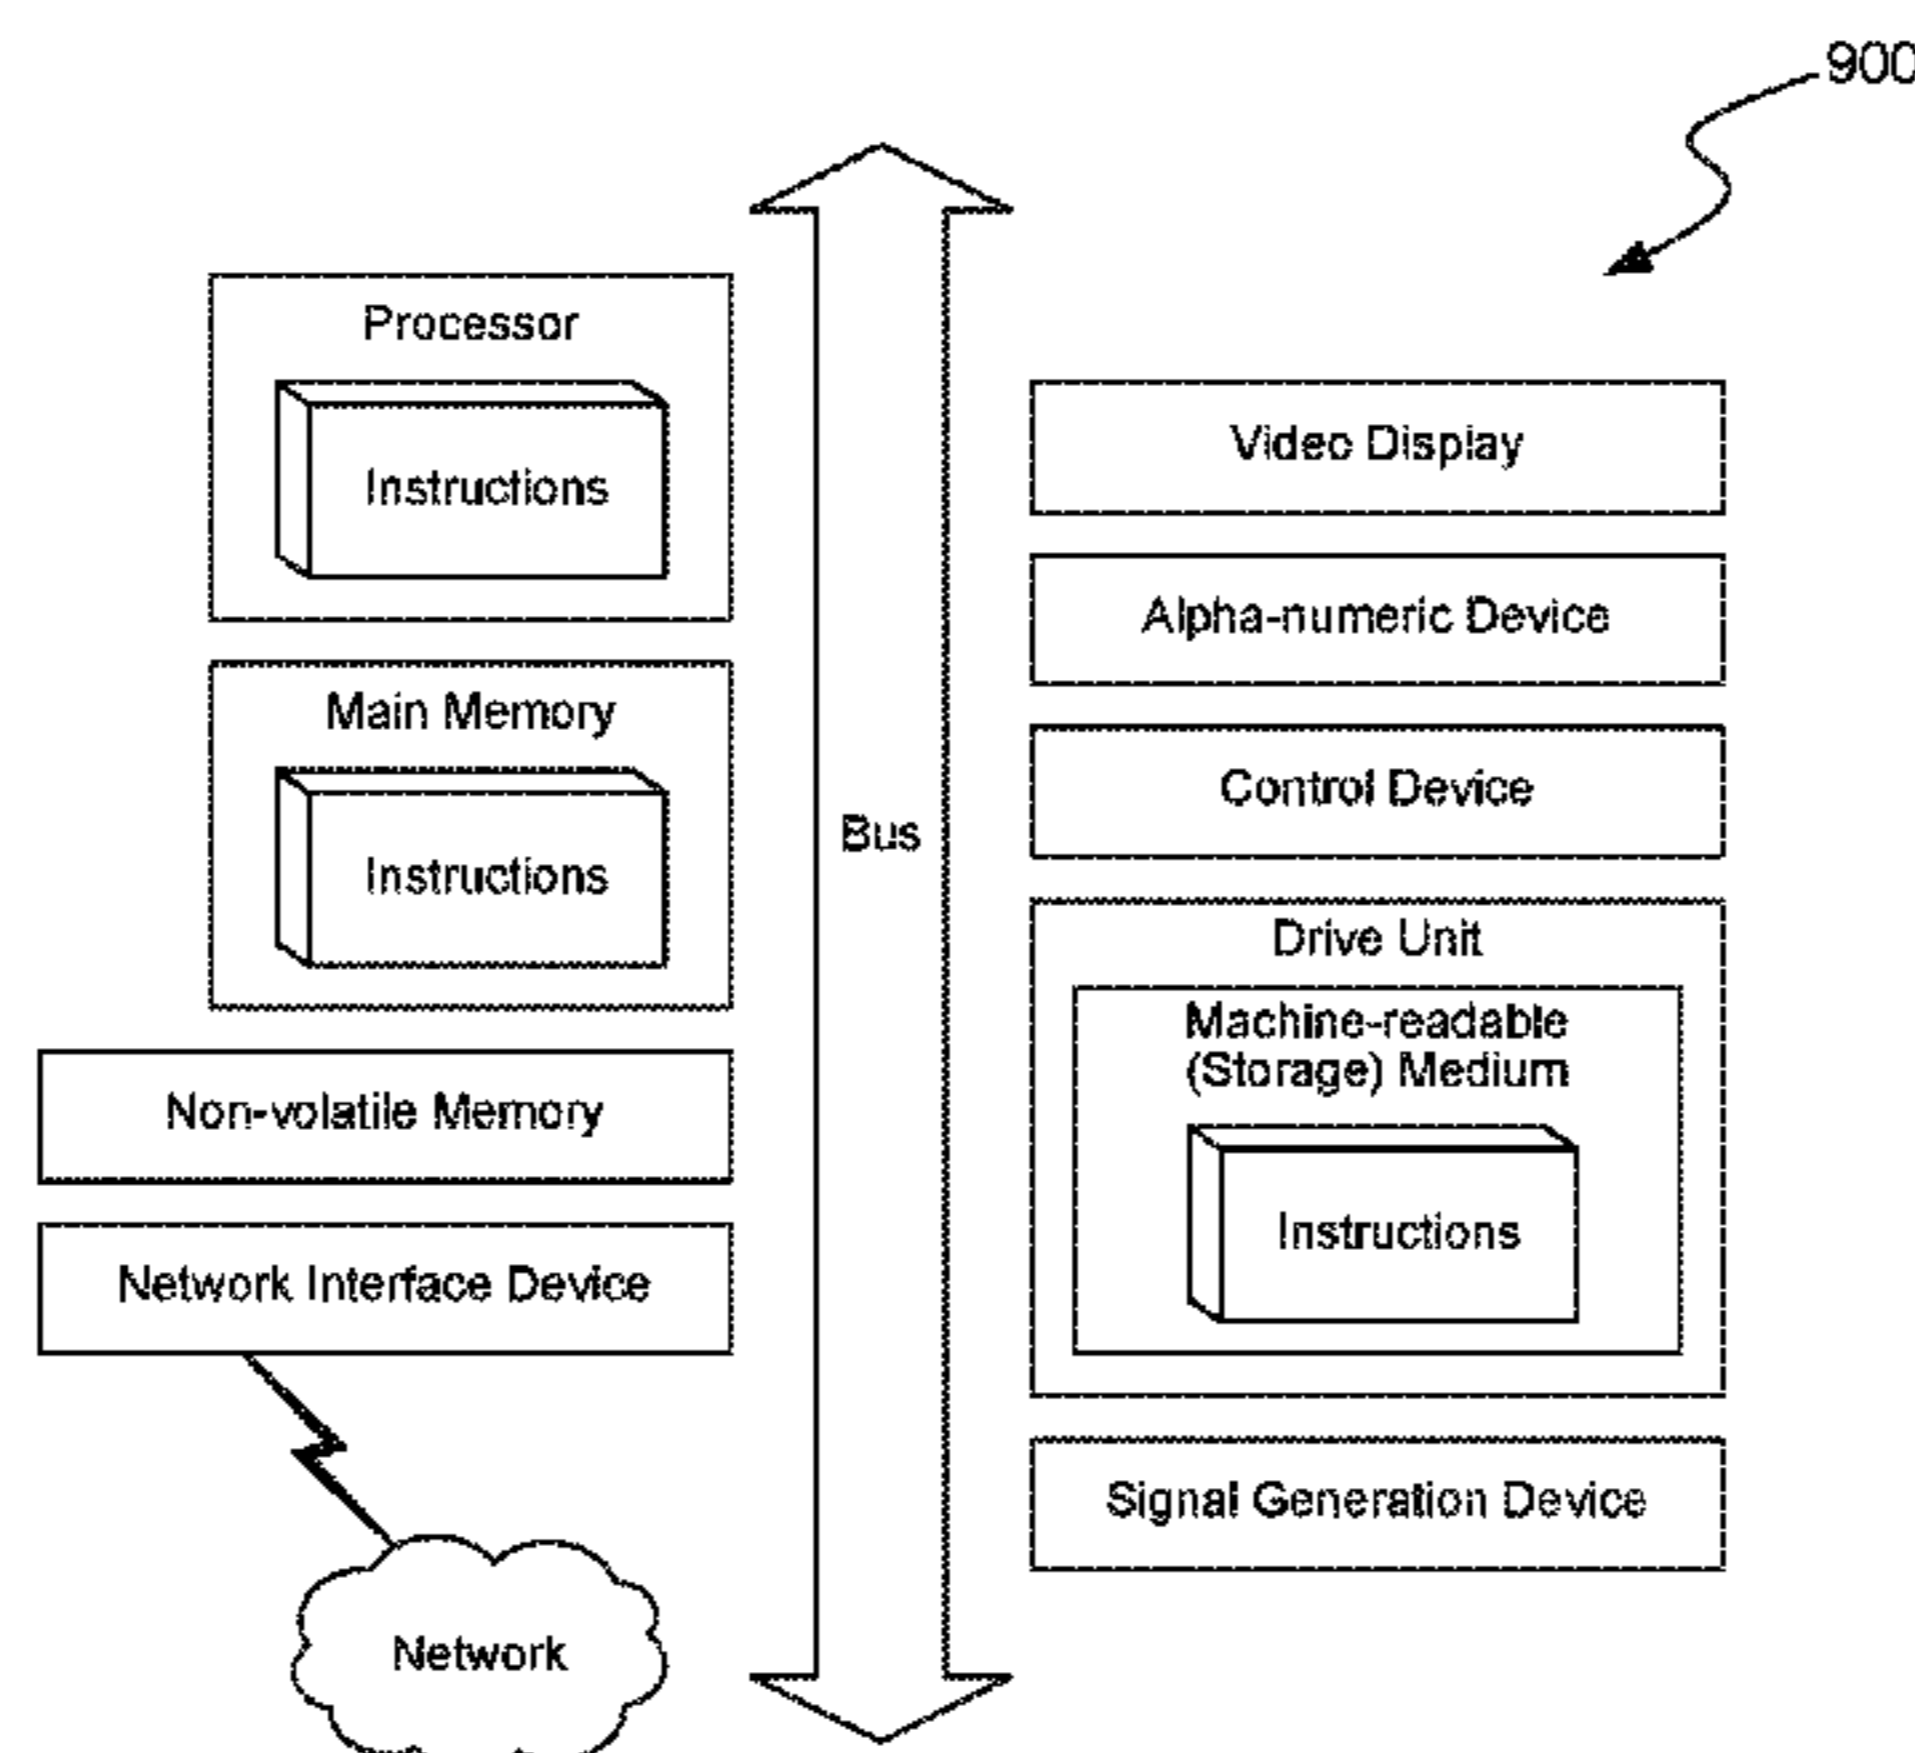 900
Processor
Instructions
Main Memory
Instructions
Non-volatile Memory
Network Interface Device
Network
Bus
Video Display
Alpha-numeric Device
Control Device
Drive Unit
Machine-readable
(Storage) Medium
Instructions
Signal Generation Device